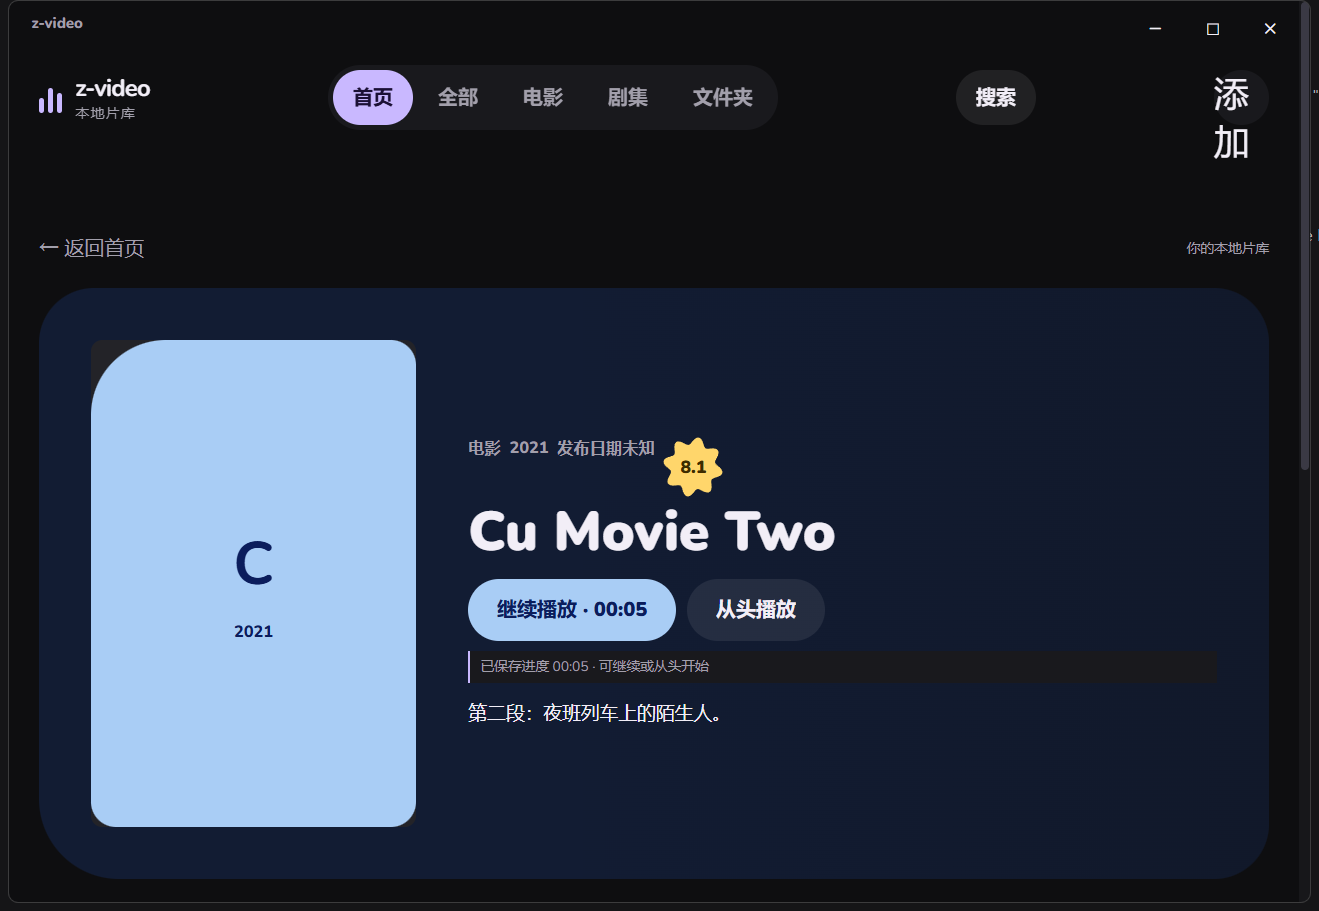 z-video
z-video
本地片库
首页 全部 电影 剧集 文件夹
搜索
添
加
← 返回首页
你的本地片库
C
2021
电影 2021 发布日期未知
8.1
Cu Movie Two
继续播放 · 00:05
从头播放
已保存进度 00:05 · 可继续或从头开始
第二段：夜班列车上的陌生人。